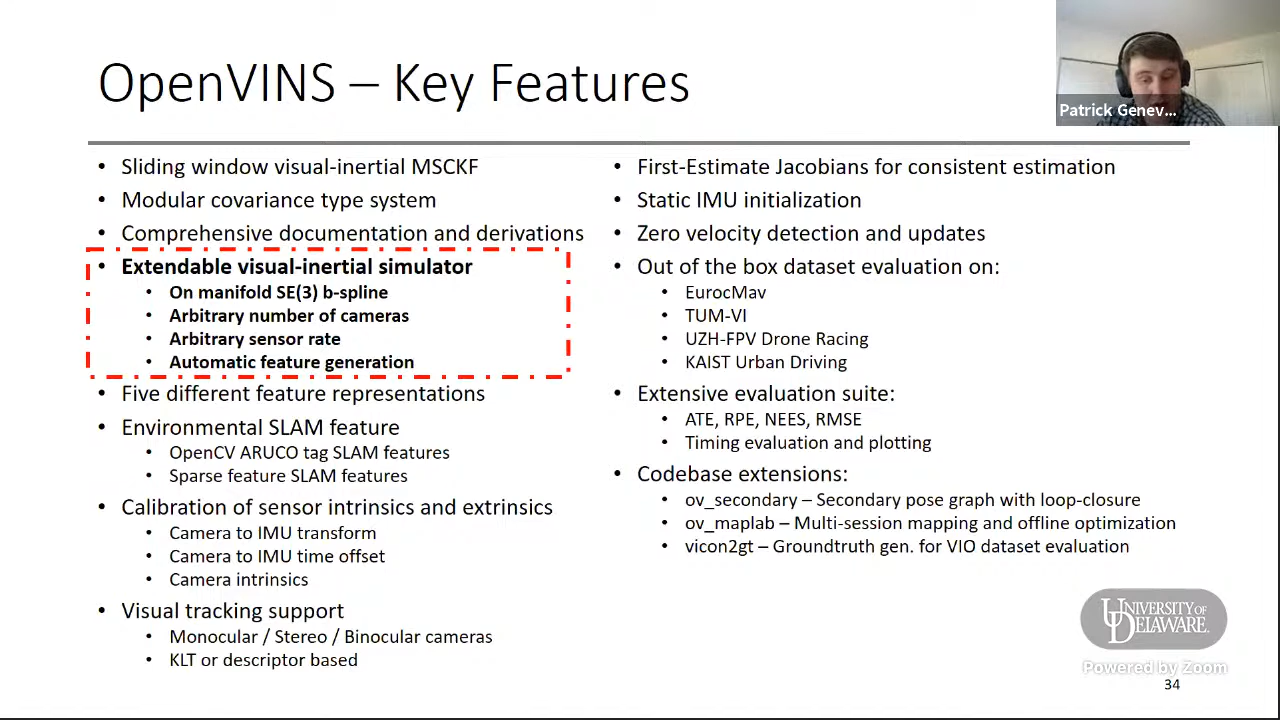 OpenVINS – Key Features
Patrick Genev...
• Sliding window visual-inertial MSCKF
• Modular covariance type system
• Comprehensive documentation and derivations
• Extendable visual-inertial simulator
• On manifold SE(3) b-spline
• Arbitrary number of cameras
• Arbitrary sensor rate
• Automatic feature generation
• Five different feature representations
• Environmental SLAM feature
• OpenCV ARUCO tag SLAM features
• Sparse feature SLAM features
• Calibration of sensor intrinsics and extrinsics
• Camera to IMU transform
• Camera to IMU time offset
• Camera intrinsics
• Visual tracking support
• Monocular / Stereo / Binocular cameras
• KLT or descriptor based
• First-Estimate Jacobians for consistent estimation
• Static IMU initialization
• Zero velocity detection and updates
• Out of the box dataset evaluation on:
• EurocMav
• TUM-VI
• UZH-FPV Drone Racing
• KAIST Urban Driving
• Extensive evaluation suite:
• ATE, RPE, NEES, RMSE
• Timing evaluation and plotting
• Codebase extensions:
• ov_secondary – Secondary pose graph with loop-closure
• ov_maplab – Multi-session mapping and offline optimization
• vicon2gt – Groundtruth gen. for VIO dataset evaluation
UNIVERSITY OF
DELAWARE.
Powered by Zoom
34